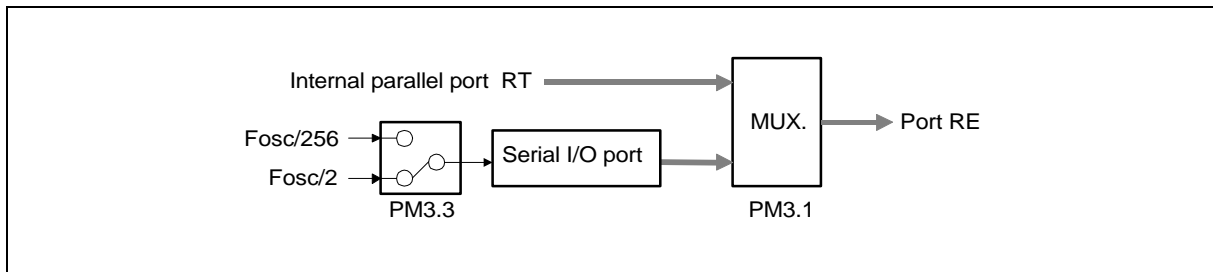 Internal parallel port RT
Fosc/256
Fosc/2
PM3.3
Serial I/O port
MUX.
PM3.1
Port RE